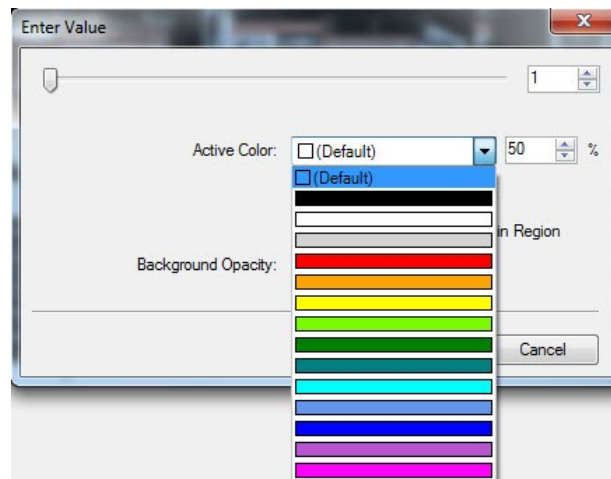 Enter Value
1
Active Color: (Default) 50 %
(Default)
in Region
Background Opacity:
Cancel